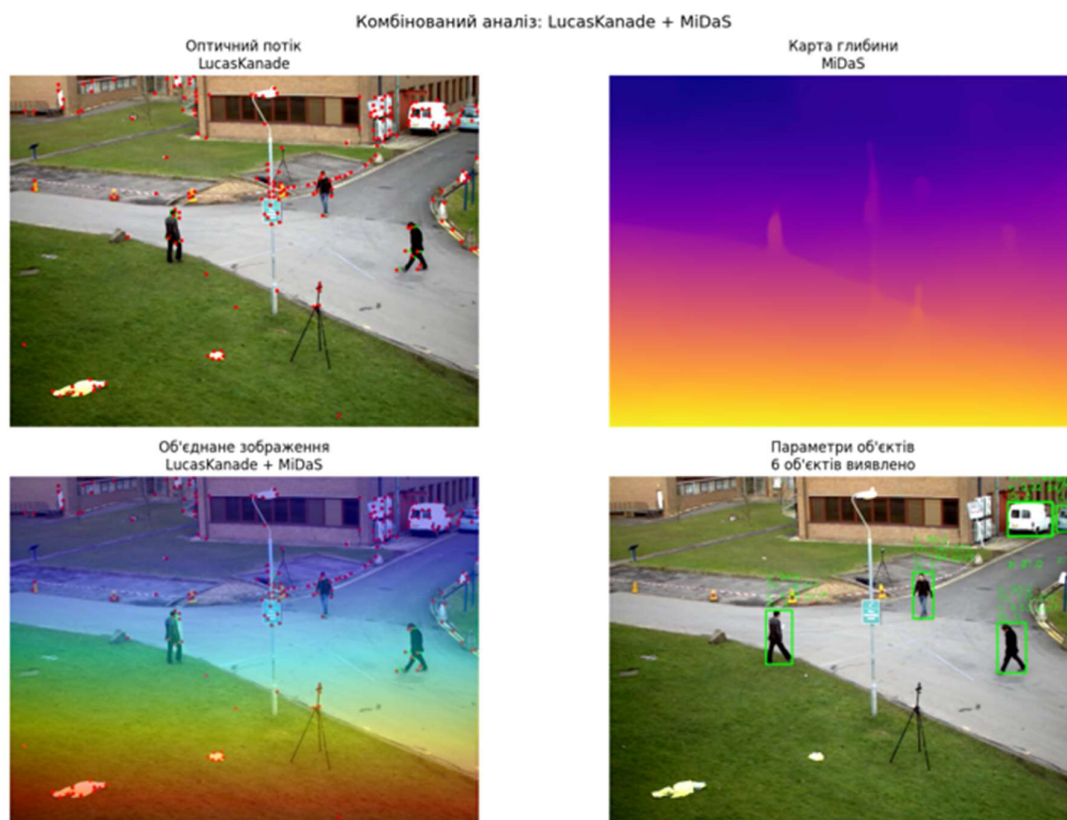 Комбінований аналіз: LucasKanade + MiDaS
Оптичний потік
LucasKanade
Карта глибини
MiDaS
Об'єднане зображення
LucasKanade + MiDaS
Параметри об'єктів
6 об'єктів виявлено